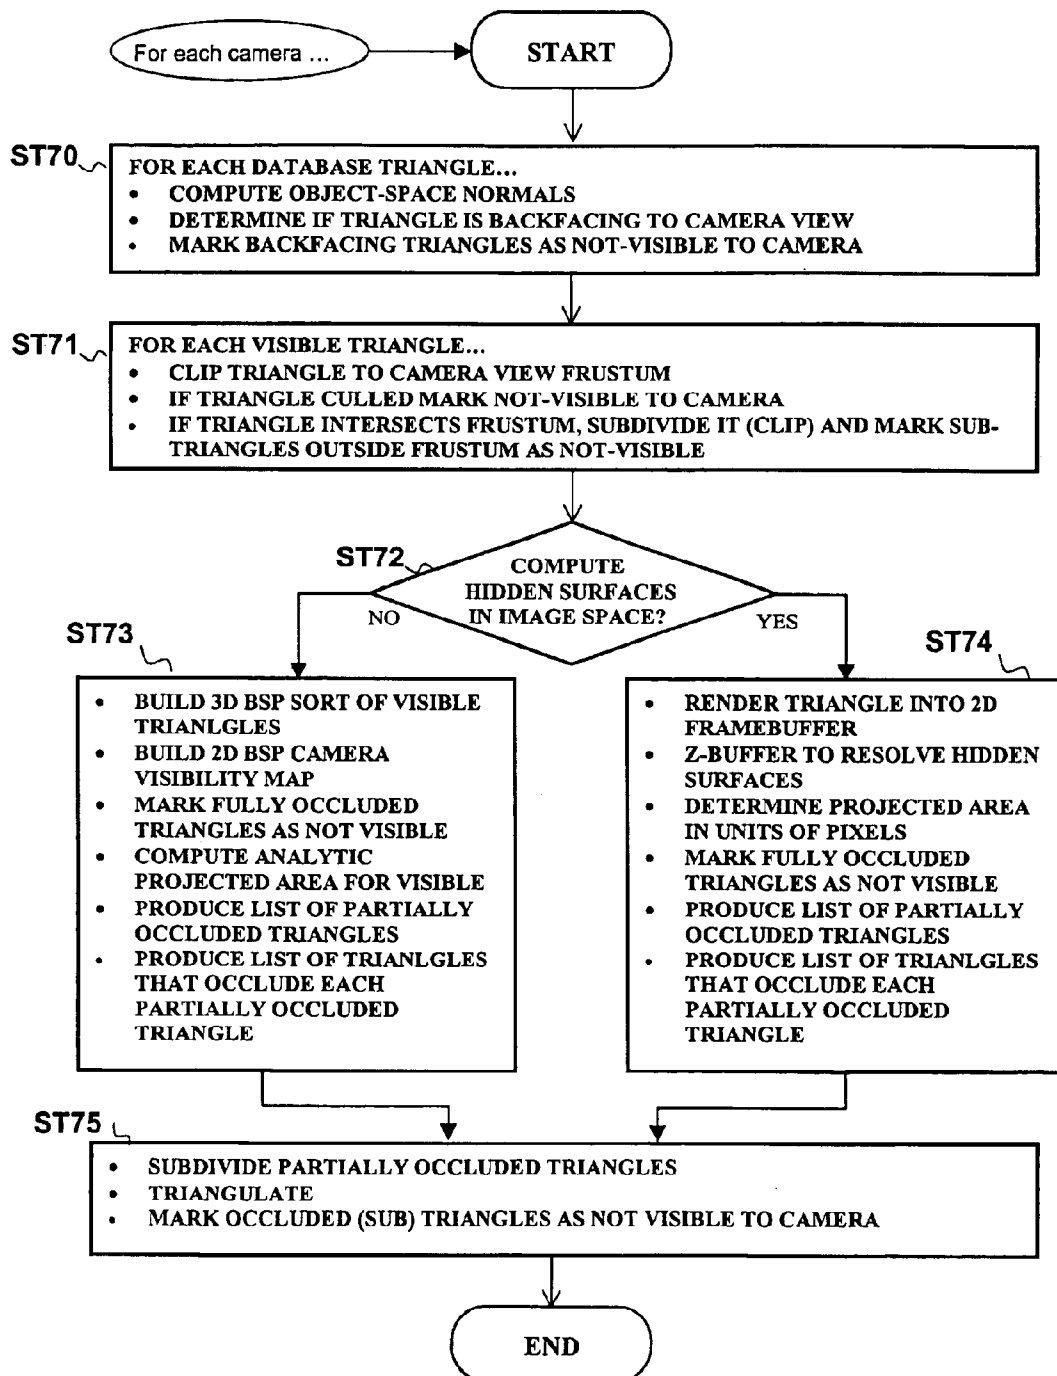 For each camera ...
START
ST70
FOR EACH DATABASE TRIANGLE...
• COMPUTE OBJECT-SPACE NORMALS
• DETERMINE IF TRIANGLE IS BACKFACING TO CAMERA VIEW
• MARK BACKFACING TRIANGLES AS NOT-VISIBLE TO CAMERA
ST71
FOR EACH VISIBLE TRIANGLE...
• CLIP TRIANGLE TO CAMERA VIEW FRUSTUM
• IF TRIANGLE CULLED MARK NOT-VISIBLE TO CAMERA
• IF TRIANGLE INTERSECTS FRUSTUM, SUBDIVIDE IT (CLIP) AND MARK SUB-
TRIANGLES OUTSIDE FRUSTUM AS NOT-VISIBLE
ST72
COMPUTE
HIDDEN SURFACES
IN IMAGE SPACE?
NO
YES
ST73
• BUILD 3D BSP SORT OF VISIBLE
TRIANLGLES
• BUILD 2D BSP CAMERA
VISIBILITY MAP
• MARK FULLY OCCLUDED
TRIANGLES AS NOT VISIBLE
• COMPUTE ANALYTIC
PROJECTED AREA FOR VISIBLE
• PRODUCE LIST OF PARTIALLY
OCCLUDED TRIANGLES
• PRODUCE LIST OF TRIANLGLES
THAT OCCLUDE EACH
PARTIALLY OCCLUDED
TRIANGLE
ST74
• RENDER TRIANGLE INTO 2D
FRAMEBUFFER
• Z-BUFFER TO RESOLVE HIDDEN
SURFACES
• DETERMINE PROJECTED AREA
IN UNITS OF PIXELS
• MARK FULLY OCCLUDED
TRIANGLES AS NOT VISIBLE
• PRODUCE LIST OF PARTIALLY
OCCLUDED TRIANGLES
• PRODUCE LIST OF TRIANLGLES
THAT OCCLUDE EACH
PARTIALLY OCCLUDED
TRIANGLE
ST75
• SUBDIVIDE PARTIALLY OCCLUDED TRIANGLES
• TRIANGULATE
• MARK OCCLUDED (SUB) TRIANGLES AS NOT VISIBLE TO CAMERA
END